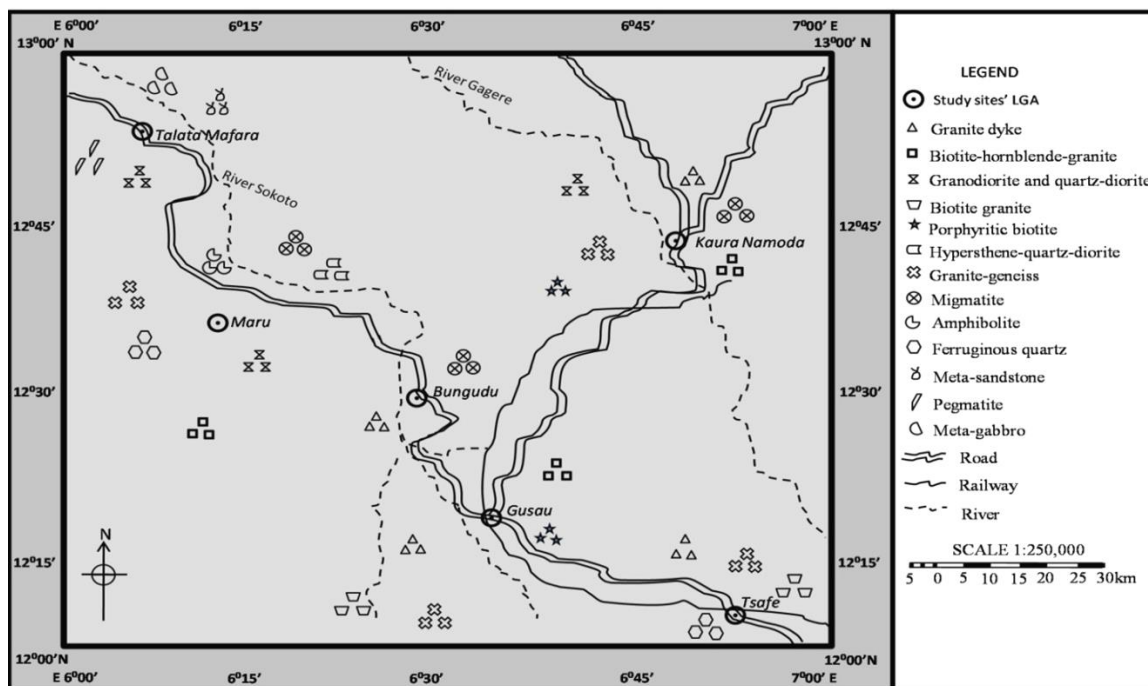 E 6⁰00′ 6⁰15′ 6⁰30′ 6⁰45′ 7⁰00′ E
13⁰00′ N 13⁰00′ N
River Gagere
Talata Mafara
River Sokoto
12⁰45′ 12⁰45′
Kaura Namoda
Maru
12⁰30′ 12⁰30′
Bungudu
Gusau
N
12⁰15′ 12⁰15′
Tsafe
12⁰00′N 12⁰00′N
E 6⁰00′ 6⁰15′ 6⁰30′ 6⁰45′ 7⁰00′ E
LEGEND
Study sites' LGA
Granite dyke
Biotite-hornblende-granite
Granodiorite and quartz-diorite
Biotite granite
Porphyritic biotite
Hypersthene-quartz-diorite
Granite-geneiss
Migmatite
Amphibolite
Ferruginous quartz
Meta-sandstone
Pegmatite
Meta-gabbro
Road
Railway
River
SCALE 1:250,000
5 0 5 10 15 20 25 30km